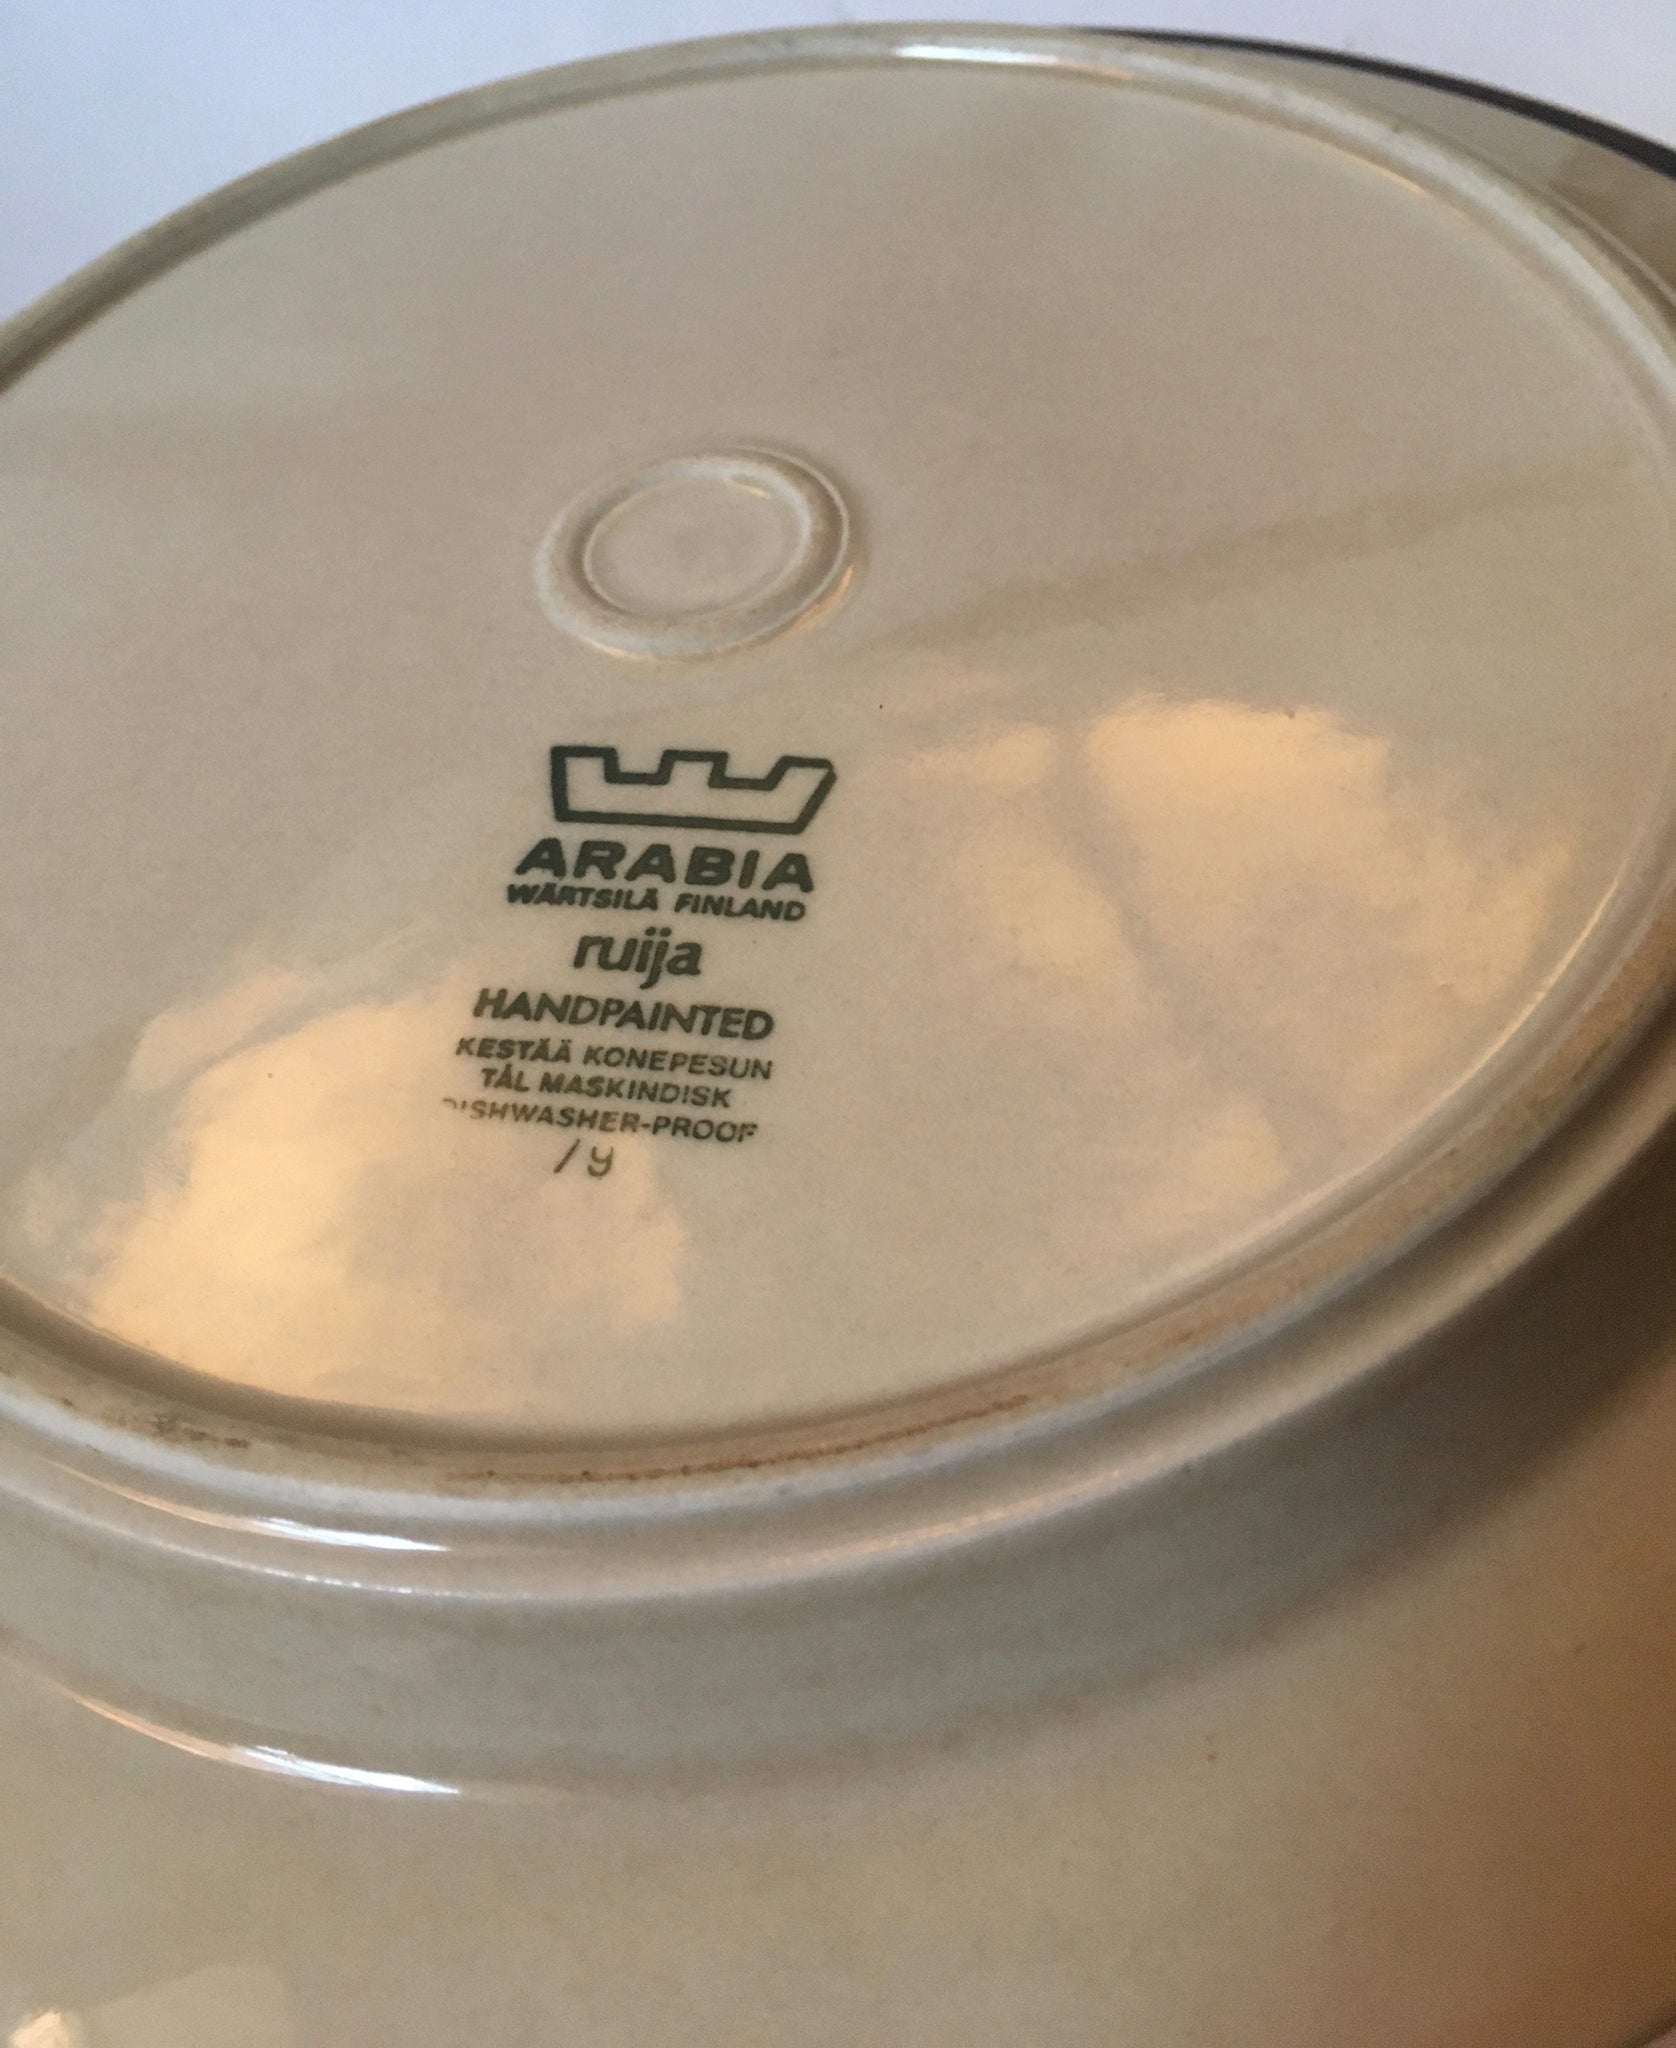 ARABIA
WÄRTSILÄ FINLAND
ruija
HANDPAINTED
KESTÄÄ KONEPESUN
TÅL MASKINDISK
DISHWASHER-PROOF
/ y